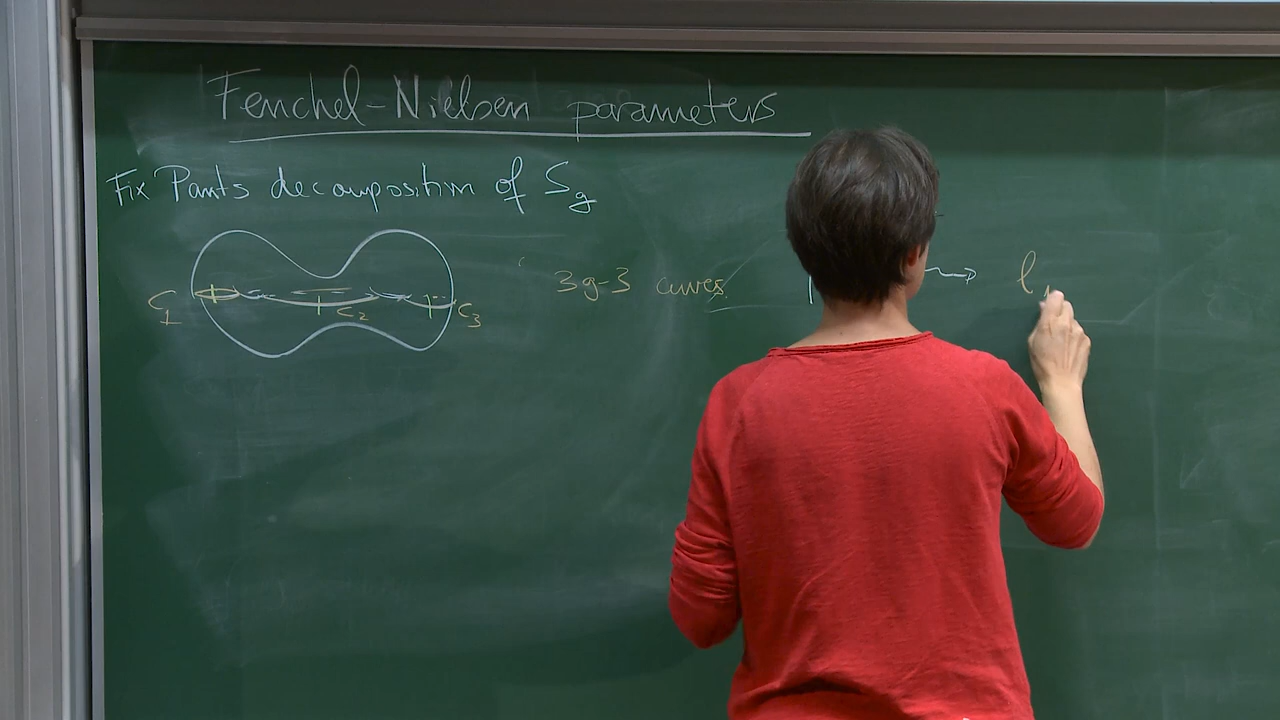 Fenchel-Nielsen parameters
Fix Pants decomposition of Sg
C1 C2 C3
3g-3 curves
ℓ